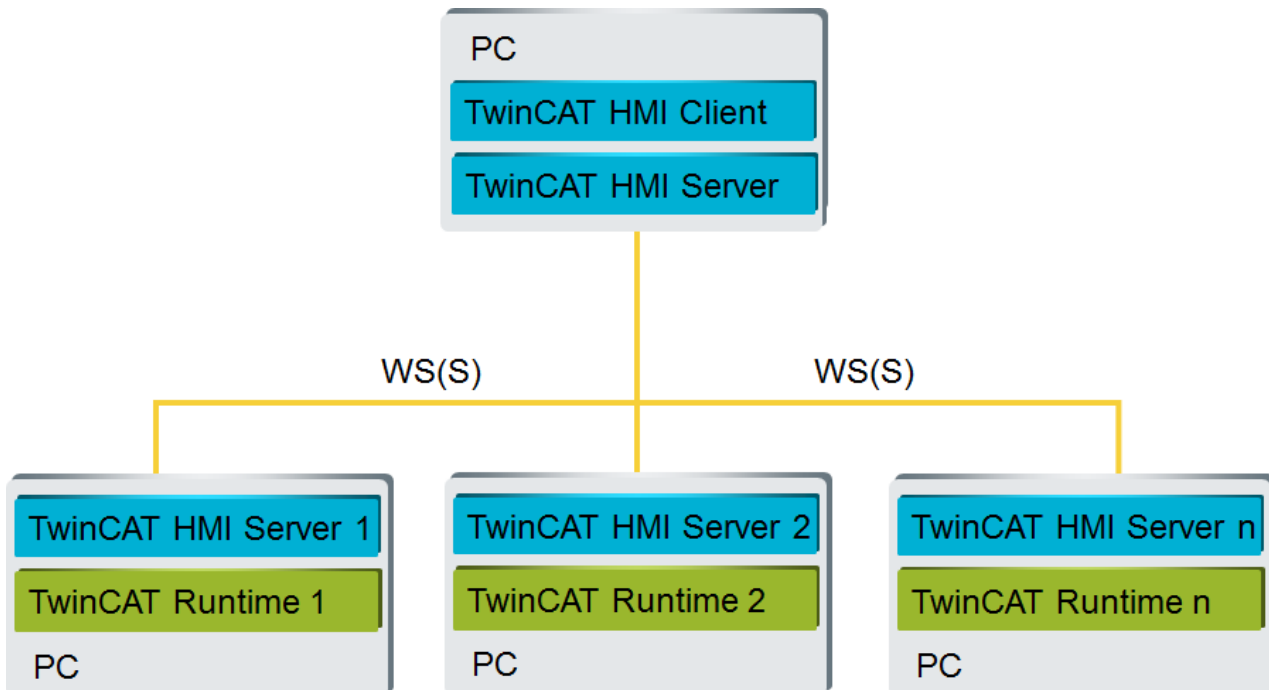 PC
TwinCAT HMI Client
TwinCAT HMI Server
WS(S)
WS(S)
TwinCAT HMI Server 1
TwinCAT Runtime 1
PC
TwinCAT HMI Server 2
TwinCAT Runtime 2
PC
TwinCAT HMI Server n
TwinCAT Runtime n
PC